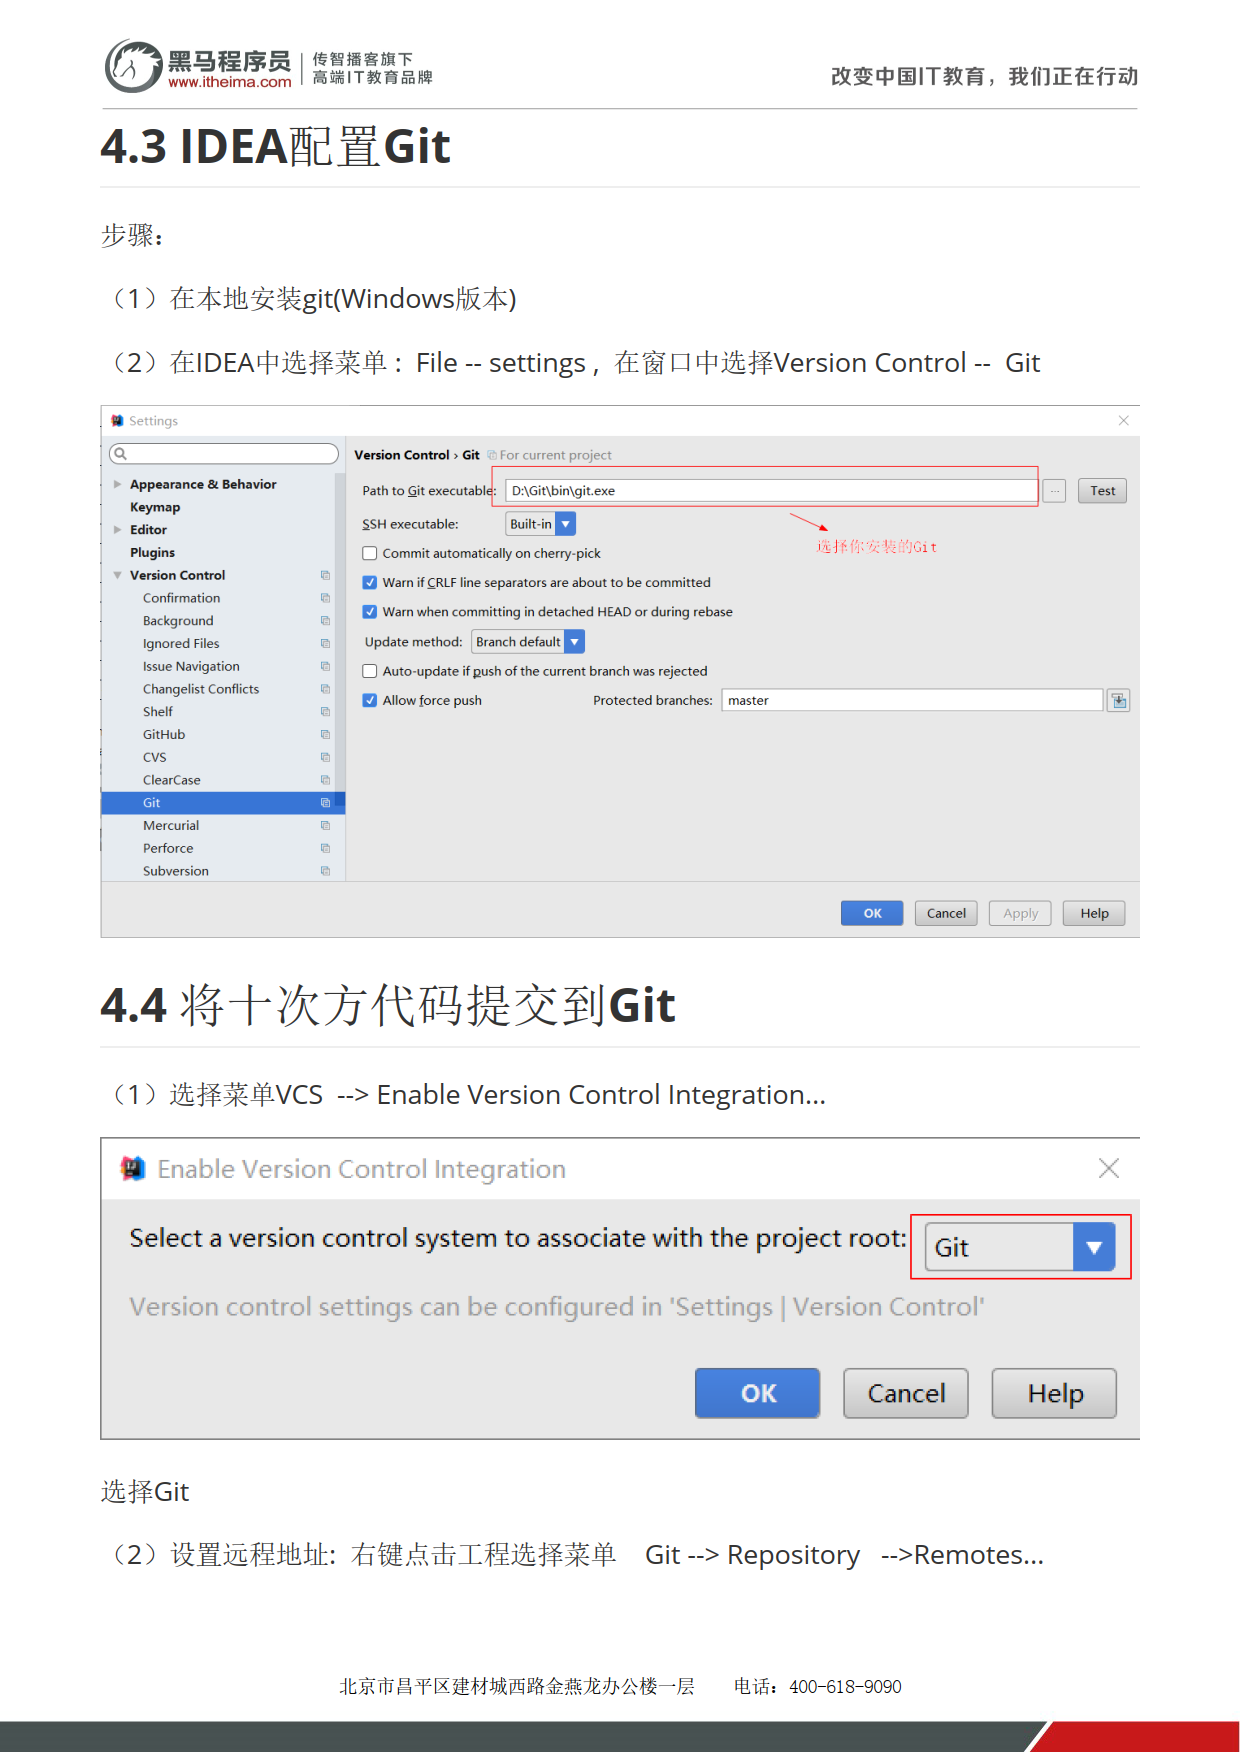 黑马程序员
www.itheima.com
传智播客旗下
高端IT教育品牌
改变中国IT教育，我们正在行动
4.3 IDEA配置Git
步骤：
（1）在本地安装git(Windows版本)
（2）在IDEA中选择菜单 :  File -- settings ,  在窗口中选择Version Control --  Git
Settings
Version Control › Git  For current project
Appearance & Behavior
Keymap
Editor
Plugins
Version Control
Confirmation
Background
Ignored Files
Issue Navigation
Changelist Conflicts
Shelf
GitHub
CVS
ClearCase
Git
Mercurial
Perforce
Subversion
Path to Git executable: D:\Git\bin\git.exe ... Test
选择你安装的Git
SSH executable: Built-in
Commit automatically on cherry-pick
Warn if CRLF line separators are about to be committed
Warn when committing in detached HEAD or during rebase
Update method: Branch default
Auto-update if push of the current branch was rejected
Allow force push Protected branches: master
OK Cancel Apply Help
4.4 将十次方代码提交到Git
（1）选择菜单VCS  --> Enable Version Control Integration...
Enable Version Control Integration
Select a version control system to associate with the project root: Git
Version control settings can be configured in 'Settings | Version Control'
OK Cancel Help
选择Git
（2）设置远程地址:  右键点击工程选择菜单    Git --> Repository   -->Remotes...
北京市昌平区建材城西路金燕龙办公楼一层    电话：400-618-9090